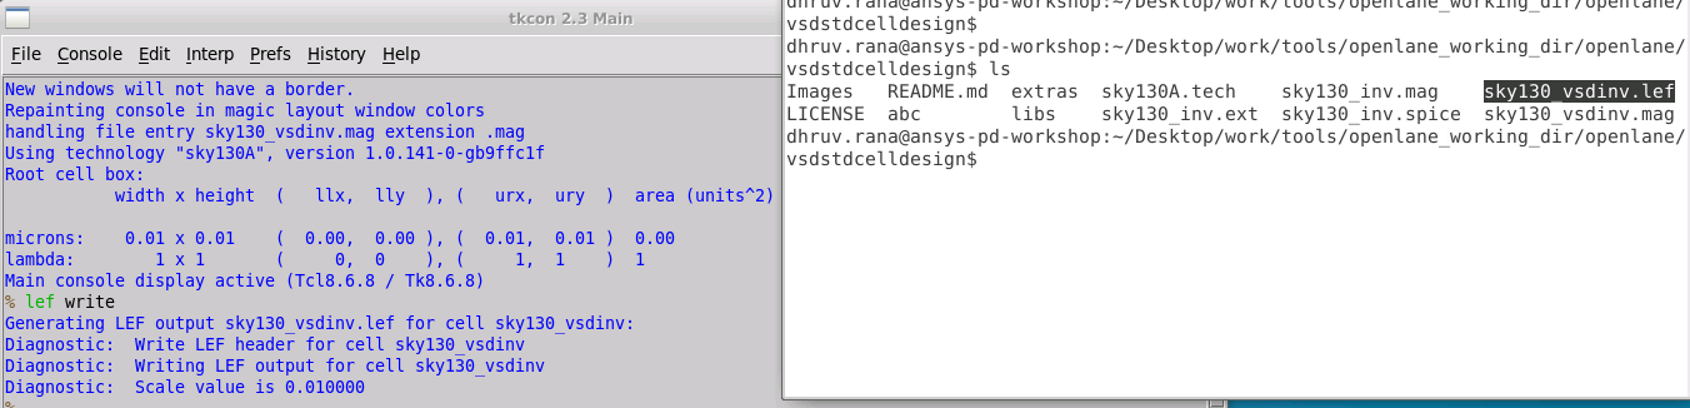 tkcon 2.3 Main
File Console Edit Interp Prefs History Help
New windows will not have a border.
Repainting console in magic layout window colors
handling file entry sky130_vsdinv.mag extension .mag
Using technology "sky130A", version 1.0.141-0-gb9ffc1f
Root cell box:
width x height ( llx, lly ), ( urx, ury ) area (units^2)
microns: 0.01 x 0.01 ( 0.00, 0.00 ), ( 0.01, 0.01 ) 0.00
lambda: 1 x 1 ( 0, 0 ), ( 1, 1 ) 1
Main console display active (Tcl8.6.8 / Tk8.6.8)
% lef write
Generating LEF output sky130_vsdinv.lef for cell sky130_vsdinv:
Diagnostic: Write LEF header for cell sky130_vsdinv
Diagnostic: Writing LEF output for cell sky130_vsdinv
Diagnostic: Scale value is 0.010000
%
dhruv.rana@ansys-pd-workshop:~/Desktop/work/tools/openlane_working_dir/openlane/
vsdstdcelldesign$
dhruv.rana@ansys-pd-workshop:~/Desktop/work/tools/openlane_working_dir/openlane/
vsdstdcelldesign$ ls
Images README.md extras sky130A.tech sky130_inv.mag sky130_vsdinv.lef
LICENSE abc libs sky130_inv.ext sky130_inv.spice sky130_vsdinv.mag
dhruv.rana@ansys-pd-workshop:~/Desktop/work/tools/openlane_working_dir/openlane/
vsdstdcelldesign$